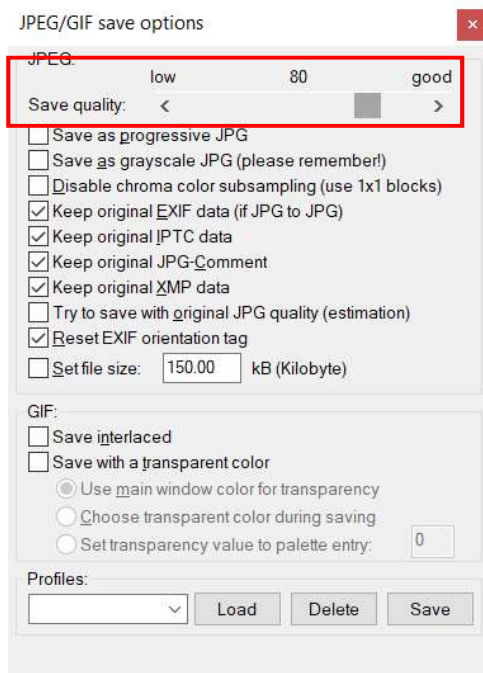 JPEG/GIF save options
JPEG:
low 80 good
Save quality:
Save as progressive JPG
Save as grayscale JPG (please remember!)
Disable chroma color subsampling (use 1x1 blocks)
Keep original EXIF data (if JPG to JPG)
Keep original IPTC data
Keep original JPG-Comment
Keep original XMP data
Try to save with original JPG quality (estimation)
Reset EXIF orientation tag
Set file size: 150.00 kB (Kilobyte)
GIF:
Save interlaced
Save with a transparent color
Use main window color for transparency
Choose transparent color during saving
Set transparency value to palette entry: 0
Profiles:
Load Delete Save